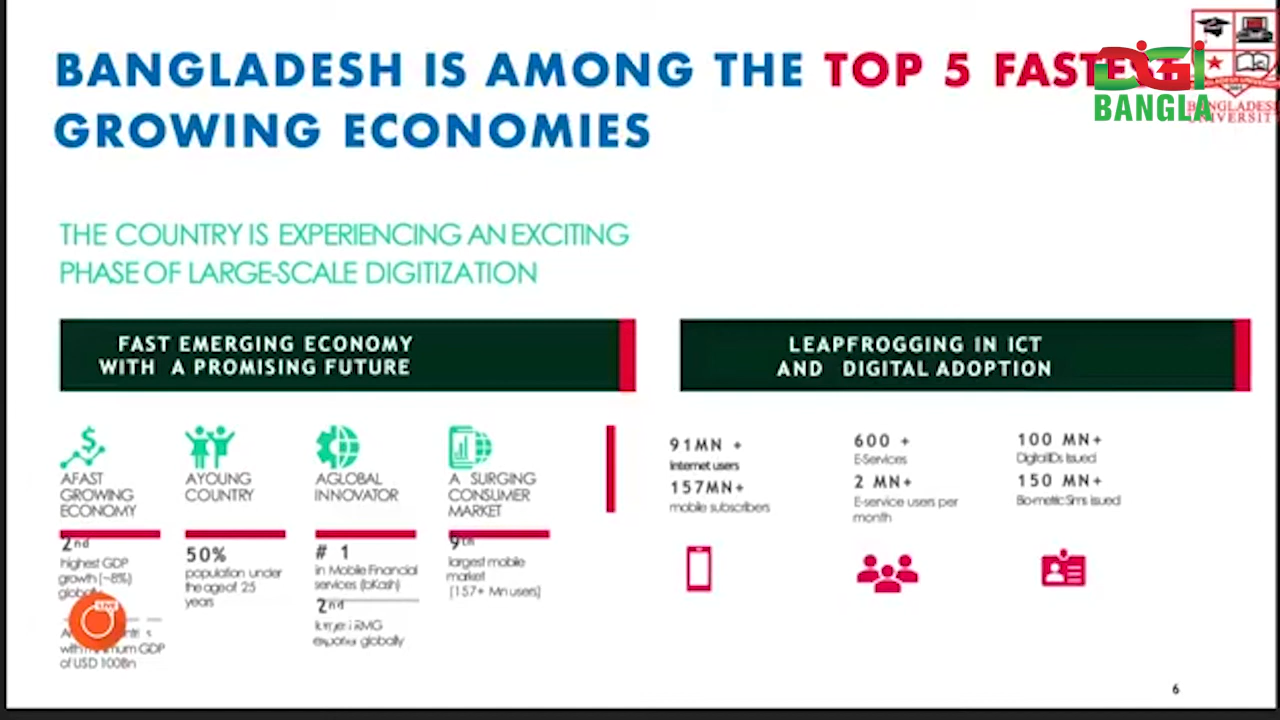 BANGLADESH IS AMONG THE TOP 5
GROWING ECONOMIES
DIGI
BANGLA
BANGLADESH
UNIVERSITY
THE COUNTRY IS EXPERIENCING AN EXCITING
PHASE OF LARGE-SCALE DIGITIZATION
FAST EMERGING ECONOMY
WITH A PROMISING FUTURE
A FAST
GROWING
ECONOMY
2nd
highest GDP
growth (~8%)
of USD 100Bn
A YOUNG
COUNTRY
50%
population under
the age of 25
years
A GLOBAL
INNOVATOR
# 1
in Mobile Financial
services (bKash)
2nd
RMG
globally
A SURGING
CONSUMER
MARKET
9th
largest mobile
market
[157+ Mn users]
LEAPFROGGING IN ICT
AND DIGITAL ADOPTION
91MN +
Internet users
157MN+
mobile subscribers
600 +
E-Services
2 MN+
E-service users per
month
100 MN+
Digital IDs issued
150 MN+
Bio-metric Sims issued
LIVE
6